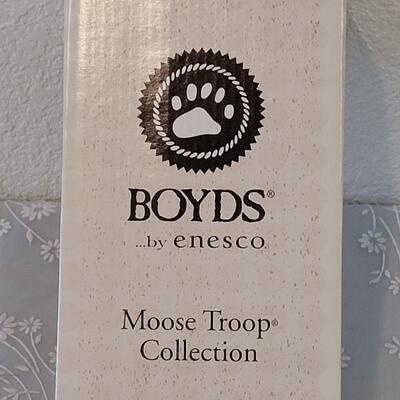 BOYDS®
...by enesco
Moose Troop®
Collection